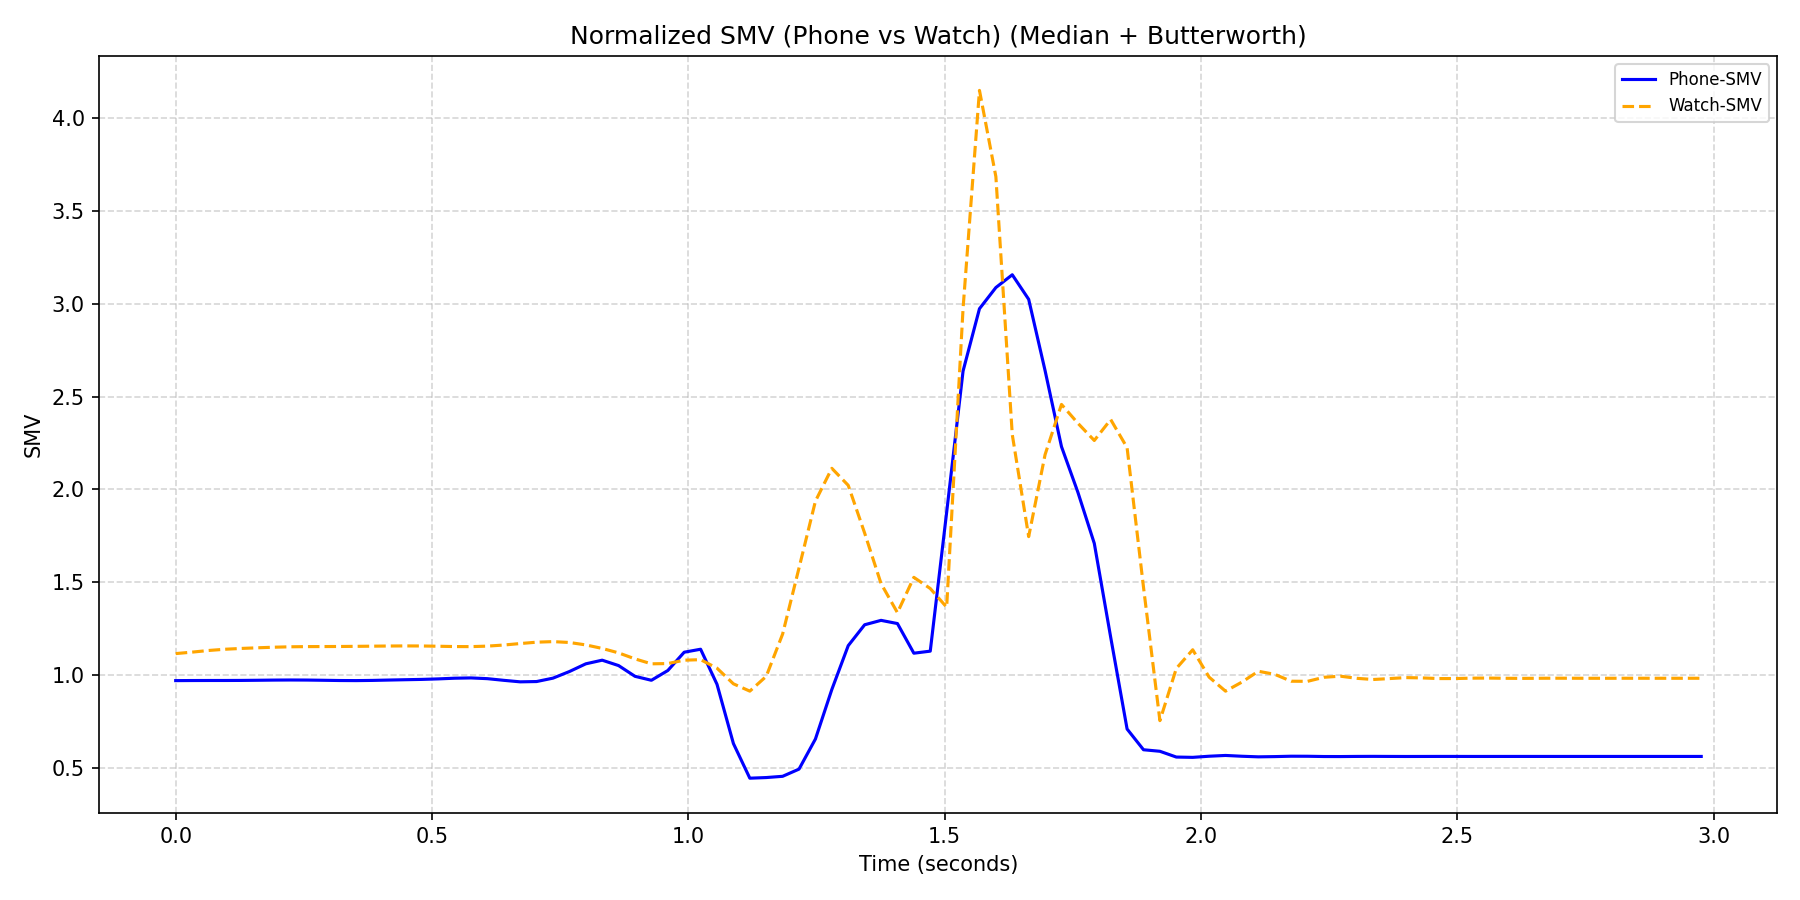 Normalized SMV (Phone vs Watch) (Median + Butterworth)
Phone-SMV
Watch-SMV
SMV
4.0
3.5
3.0
2.5
2.0
1.5
1.0
0.5
0.0 0.5 1.0 1.5 2.0 2.5 3.0
Time (seconds)